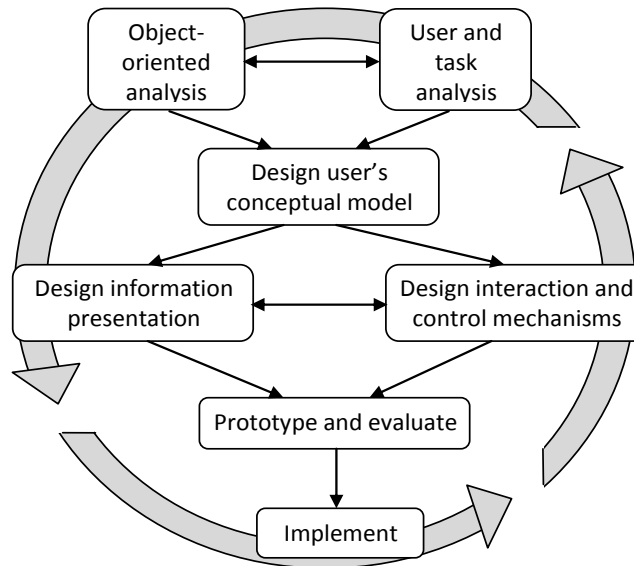 Object-
oriented
analysis
User and
task
analysis
Design user’s
conceptual model
Design information
presentation
Design interaction and
control mechanisms
Prototype and evaluate
Implement